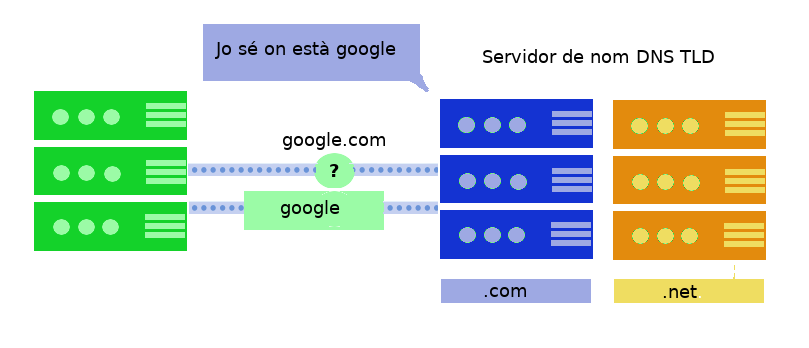 Jo sé on està google
Servidor de nom DNS TLD
google.com
?
google
.com
.net